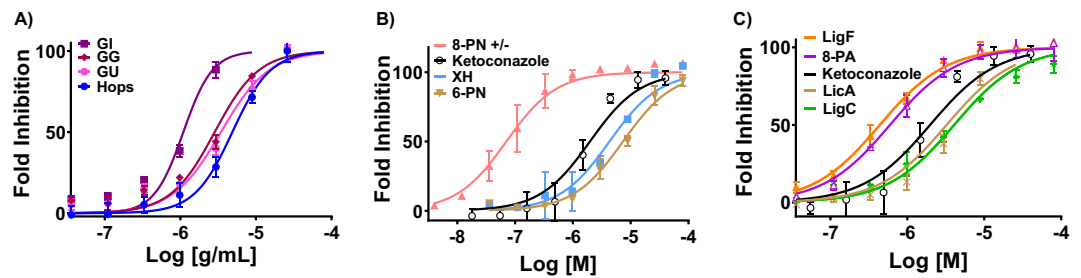 A)
GI
GG
GU
Hops
100
50
0
Fold Inhibition
-7
-6
-5
-4
Log [g/mL]
B)
8-PN +/-
Ketoconazole
XH
6-PN
100
50
0
Fold Inhibition
-8
-7
-6
-5
-4
Log [M]
C)
LigF
8-PA
Ketoconazole
LicA
LigC
100
50
0
Fold Inhibition
-7
-6
-5
-4
Log [M]